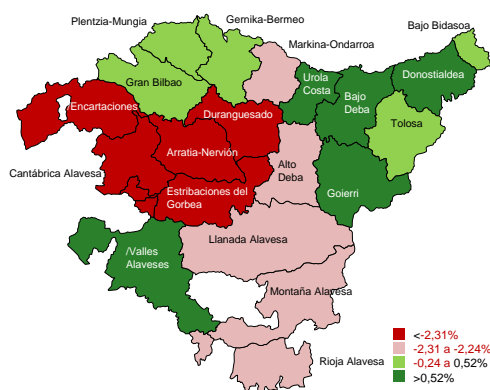 Plentzia-Mungia
Gernika-Bermeo
Bajo Bidasoa
Markina-Ondarroa
Gran Bilbao
Urola
Costa
Donostialdea
Encartaciones
Bajo
Deba
Duranguesado
Tolosa
Arratia-Nervión
Cantábrica Alavesa
Alto
Deba
Estribaciones del
Gorbea
Goierri
Llanada Alavesa
/Valles
Alaveses
Montaña Alavesa
Rioja Alavesa
<-2,31%
-2,31 a -2,24%
-0,24 a 0,52%
>0,52%